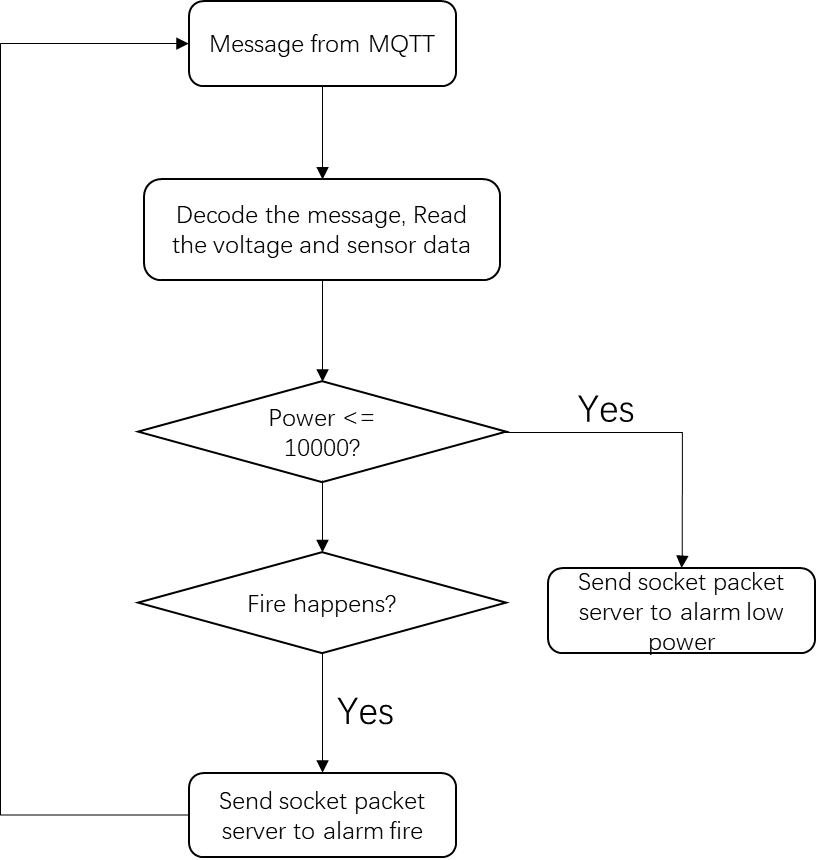 Message from MQTT
Decode the message, Read
the voltage and sensor data
Power <=
10000?
Yes
Fire happens?
Send socket packet
server to alarm low
power
Yes
Send socket packet
server to alarm fire